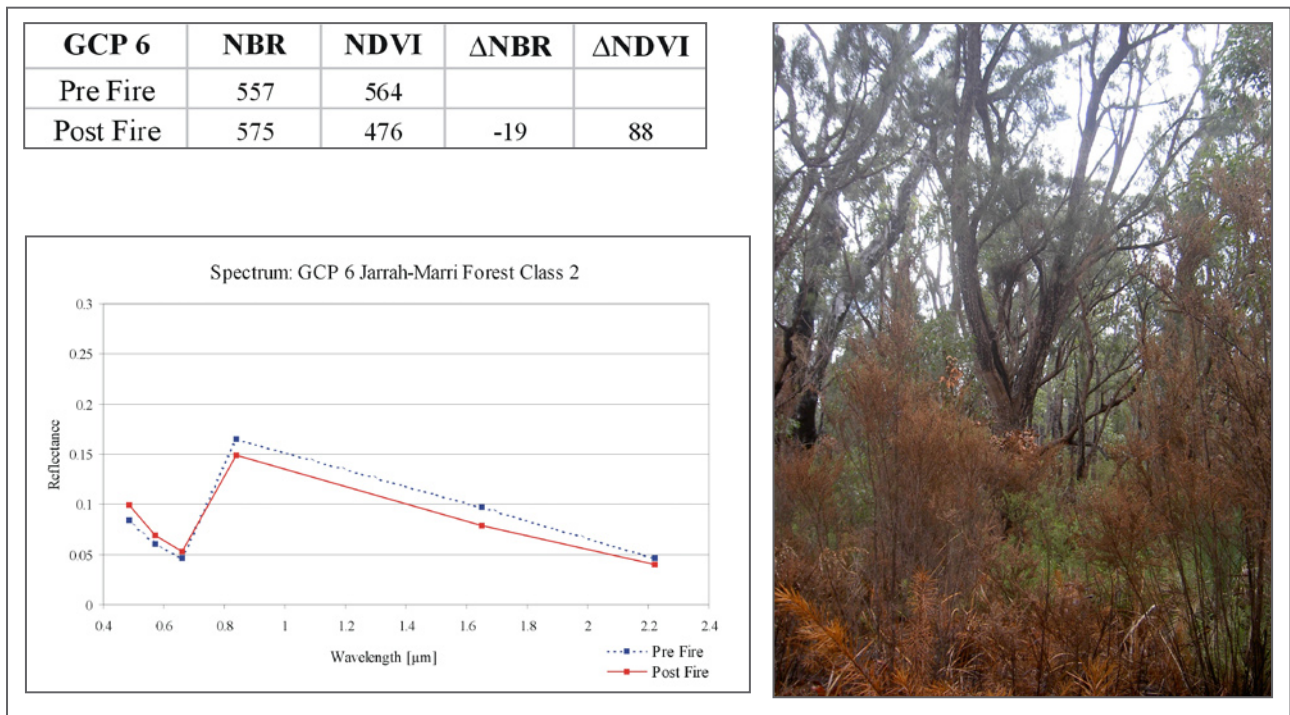 GCP 6 NBR NDVI ΔNBR ΔNDVI
Pre Fire 557 564
Post Fire 575 476 -19 88
Spectrum: GCP 6 Jarrah-Marri Forest Class 2
0.3
0.25
0.2
0.15
0.1
0.05
0
Reflectance
0.4 0.6 0.8 1 1.2 1.4 1.6 1.8 2 2.2 2.4
Wavelength [µm]
Pre Fire
Post Fire